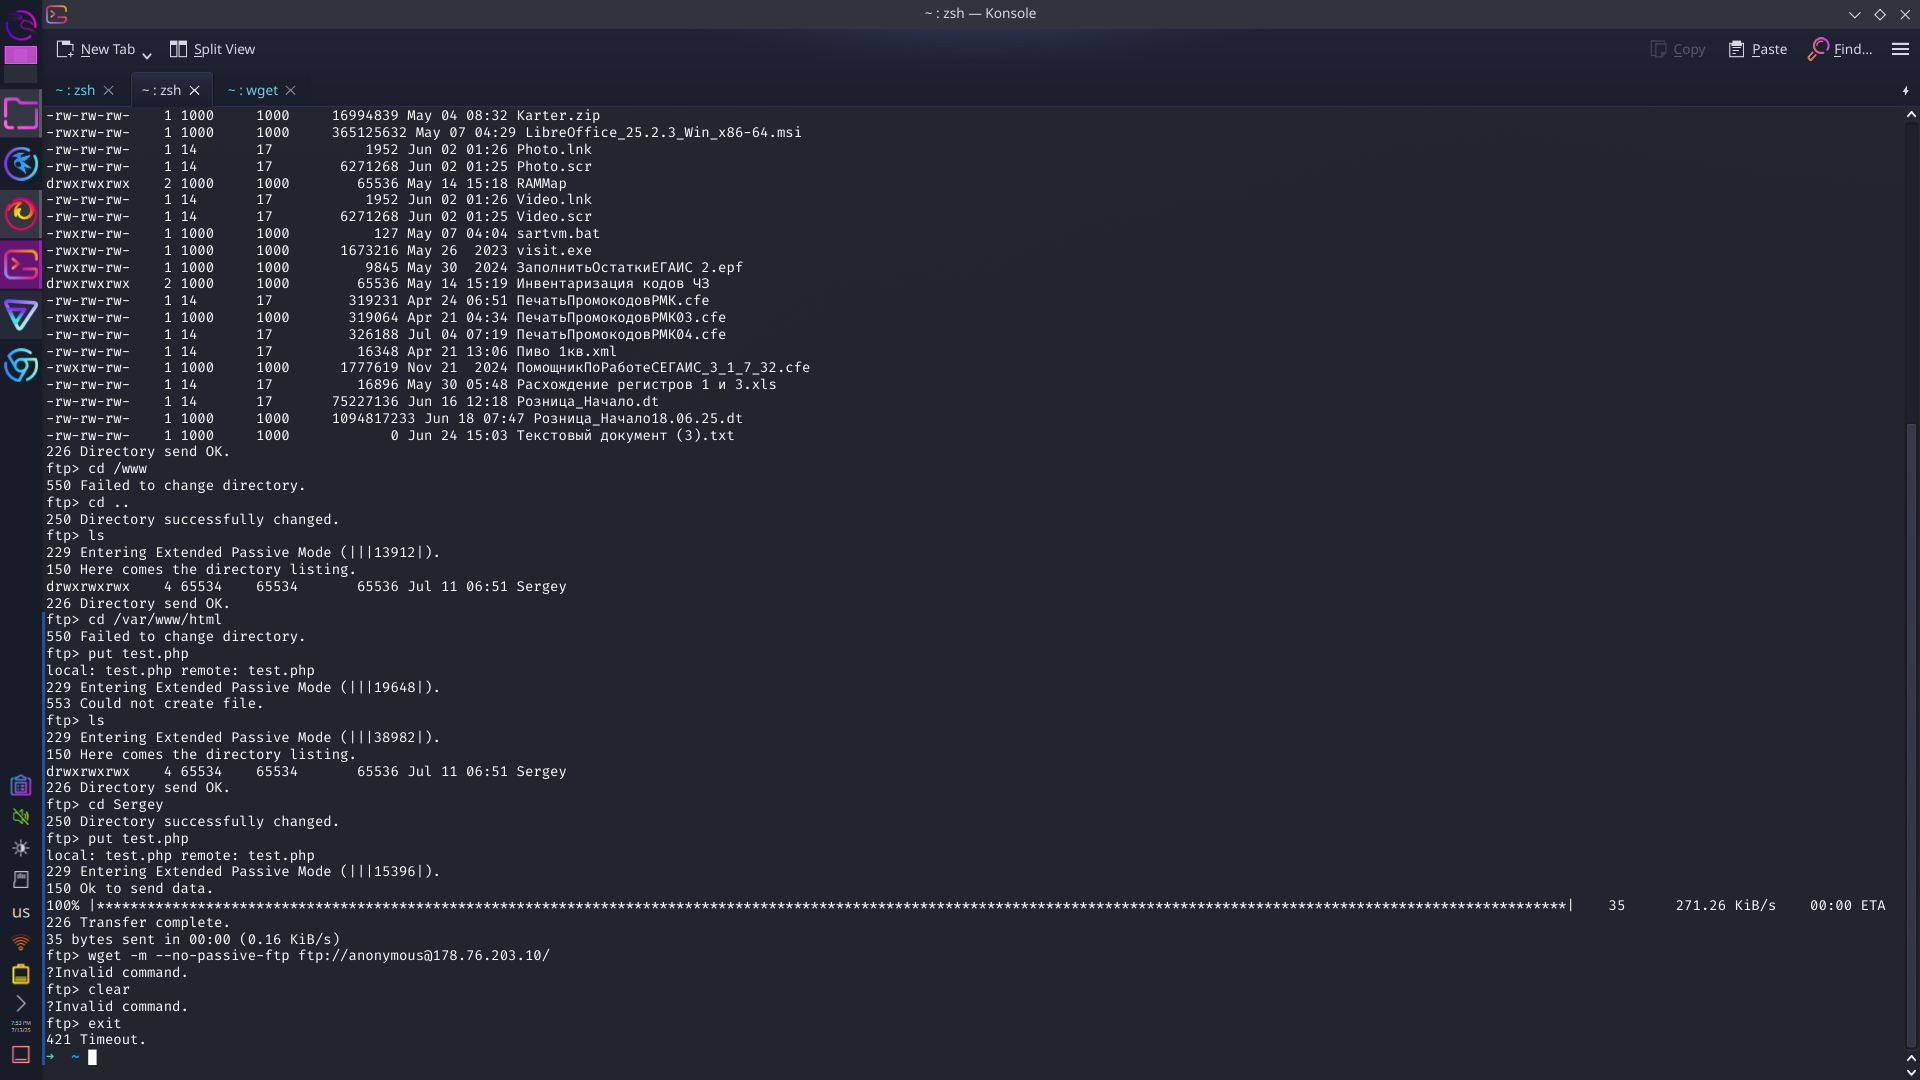 ~ : zsh — Konsole
New Tab
Split View
Copy
Paste
Find...
~ : zsh
~ : zsh
~ : wget
-rw-rw-rw-    1 1000     1000     16994839 May 04 08:32 Karter.zip
-rwxrw-rw-    1 1000     1000     365125632 May 07 04:29 LibreOffice_25.2.3_Win_x86-64.msi
-rw-rw-rw-    1 14       17           1952 Jun 02 01:26 Photo.lnk
-rw-rw-rw-    1 14       17        6271268 Jun 02 01:25 Photo.scr
drwxrwxrwx    2 1000     1000        65536 May 14 15:18 RAMMap
-rw-rw-rw-    1 14       17           1952 Jun 02 01:26 Video.lnk
-rw-rw-rw-    1 14       17        6271268 Jun 02 01:25 Video.scr
-rwxrw-rw-    1 1000     1000          127 May 07 04:04 sartvm.bat
-rwxrw-rw-    1 1000     1000      1673216 May 26  2023 visit.exe
-rwxrw-rw-    1 1000     1000         9845 May 30  2024 ЗаполнитьОстаткиЕГАИС 2.epf
drwxrwxrwx    2 1000     1000        65536 May 14 15:19 Инвентаризация кодов ЧЗ
-rw-rw-rw-    1 14       17         319231 Apr 24 06:51 ПечатьПромокодовРМК.cfe
-rwxrw-rw-    1 1000     1000       319064 Apr 21 04:34 ПечатьПромокодовРМК03.cfe
-rw-rw-rw-    1 14       17         326188 Jul 04 07:19 ПечатьПромокодовРМК04.cfe
-rw-rw-rw-    1 14       17          16348 Apr 21 13:06 Пиво 1кв.xml
-rwxrw-rw-    1 1000     1000      1777619 Nov 21  2024 ПомощникПоРаботеСЕГАИС_3_1_7_32.cfe
-rw-rw-rw-    1 14       17          16896 May 30 05:48 Расхождение регистров 1 и 3.xls
-rw-rw-rw-    1 14       17       75227136 Jun 16 12:18 Розница_Начало.dt
-rw-rw-rw-    1 1000     1000     1094817233 Jun 18 07:47 Розница_Начало18.06.25.dt
-rw-rw-rw-    1 1000     1000            0 Jun 24 15:03 Текстовый документ (3).txt
226 Directory send OK.
ftp> cd /www
550 Failed to change directory.
ftp> cd ..
250 Directory successfully changed.
ftp> ls
229 Entering Extended Passive Mode (|||13912|).
150 Here comes the directory listing.
drwxrwxrwx    4 65534    65534       65536 Jul 11 06:51 Sergey
226 Directory send OK.
ftp> cd /var/www/html
550 Failed to change directory.
ftp> put test.php
local: test.php remote: test.php
229 Entering Extended Passive Mode (|||19648|).
553 Could not create file.
ftp> ls
229 Entering Extended Passive Mode (|||38982|).
150 Here comes the directory listing.
drwxrwxrwx    4 65534    65534       65536 Jul 11 06:51 Sergey
226 Directory send OK.
ftp> cd Sergey
250 Directory successfully changed.
ftp> put test.php
local: test.php remote: test.php
229 Entering Extended Passive Mode (|||15396|).
150 Ok to send data.
100% |*******************************************************************************************************************************************************************************|    35      271.26 KiB/s    00:00 ETA
226 Transfer complete.
35 bytes sent in 00:00 (0.16 KiB/s)
ftp> wget -m --no-passive-ftp ftp://anonymous@178.76.203.10/
?Invalid command.
ftp> clear
?Invalid command.
ftp> exit
421 Timeout.
➜  ~
us
7:53 PM
7/13/25